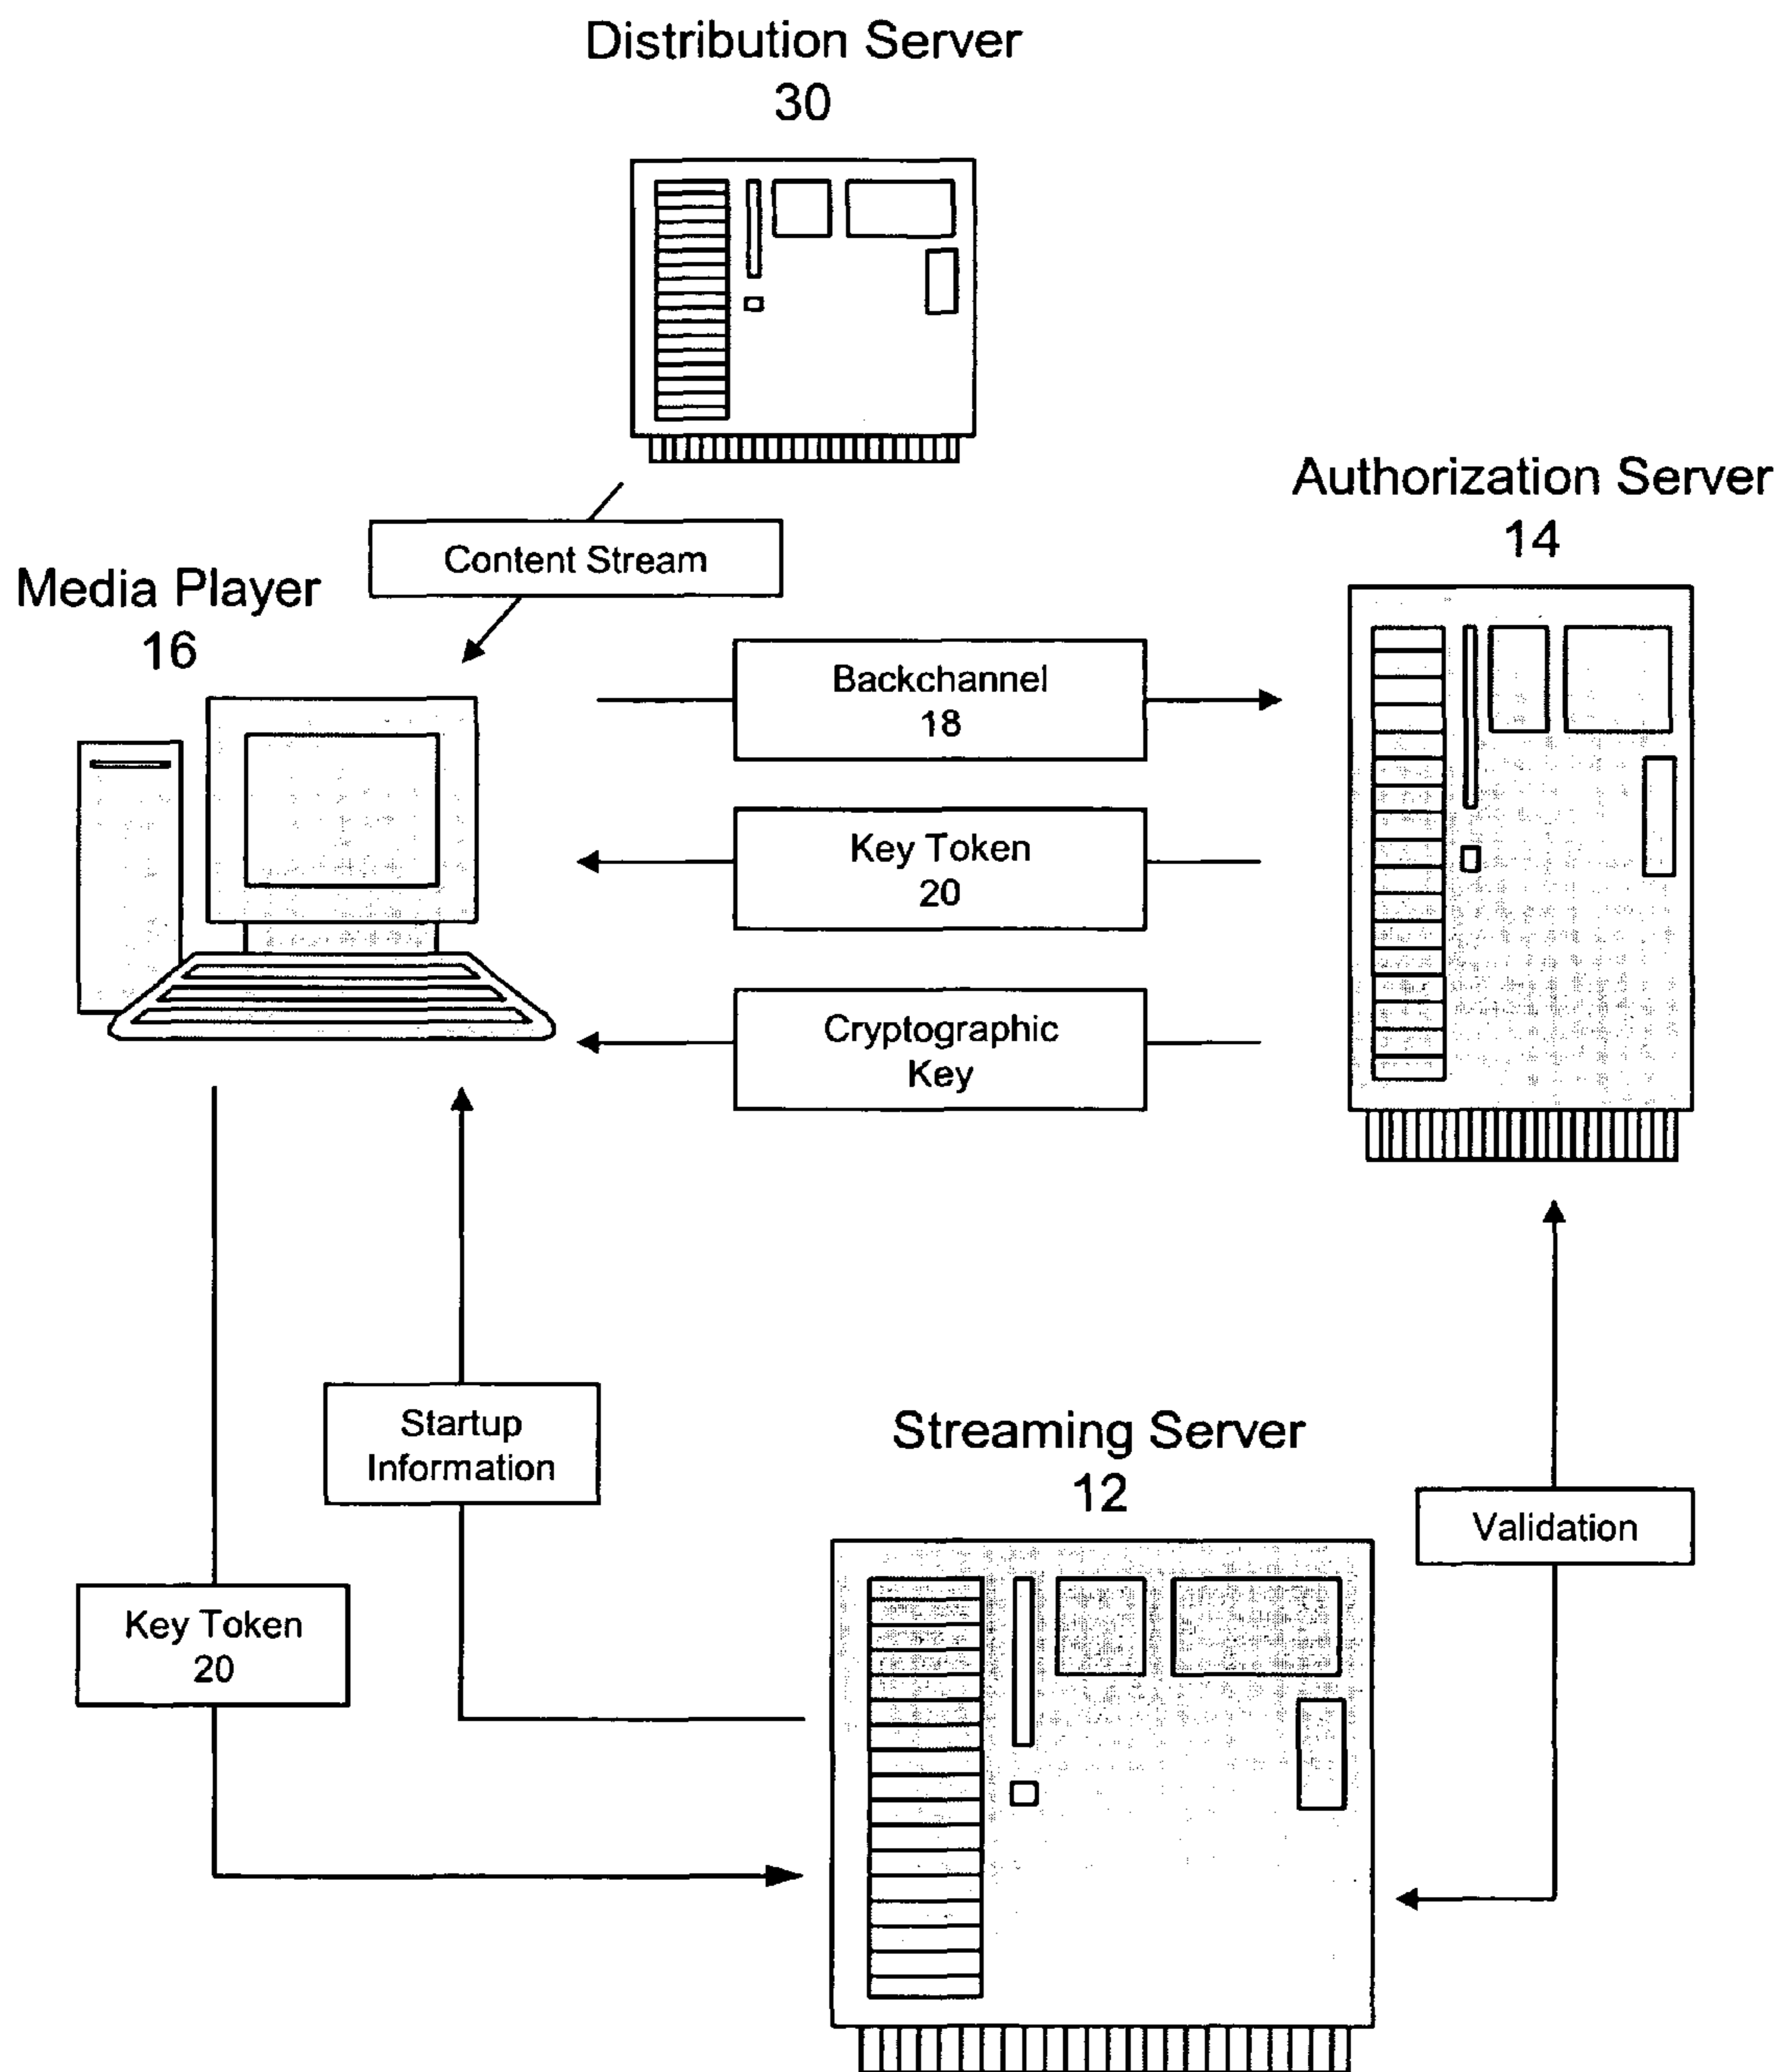 Distribution Server
30
Authorization Server
14
Content Stream
Media Player
16
Backchannel
18
Key Token
20
Cryptographic
Key
Startup
Information
Streaming Server
12
Validation
Key Token
20